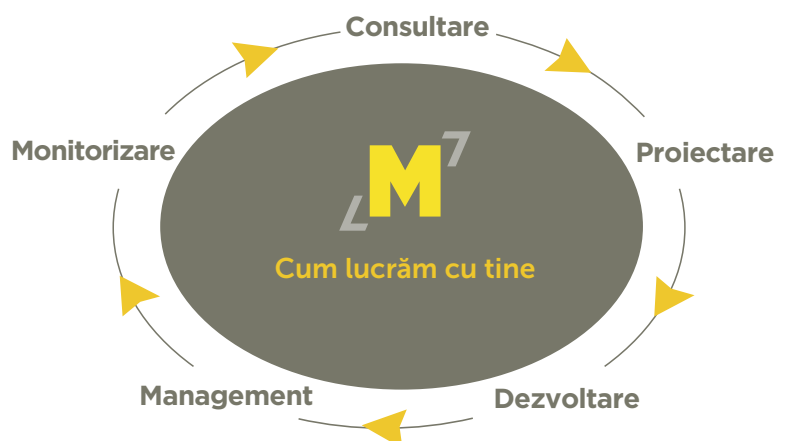 Consultare
Proiectare
Dezvoltare
Management
Monitorizare
M
Cum lucrăm cu tine